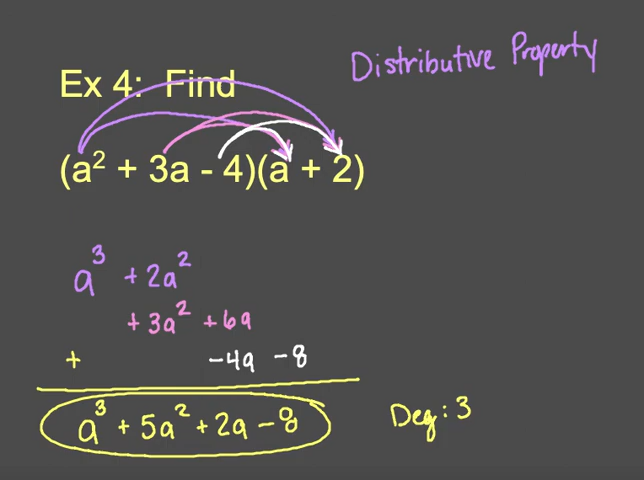 Distributive Property
Ex 4: Find
(a² + 3a - 4)(a + 2)
a³ + 2a²
+ 3a² + 6a
+ - 4a - 8
a³ + 5a² + 2a - 8
Deg: 3